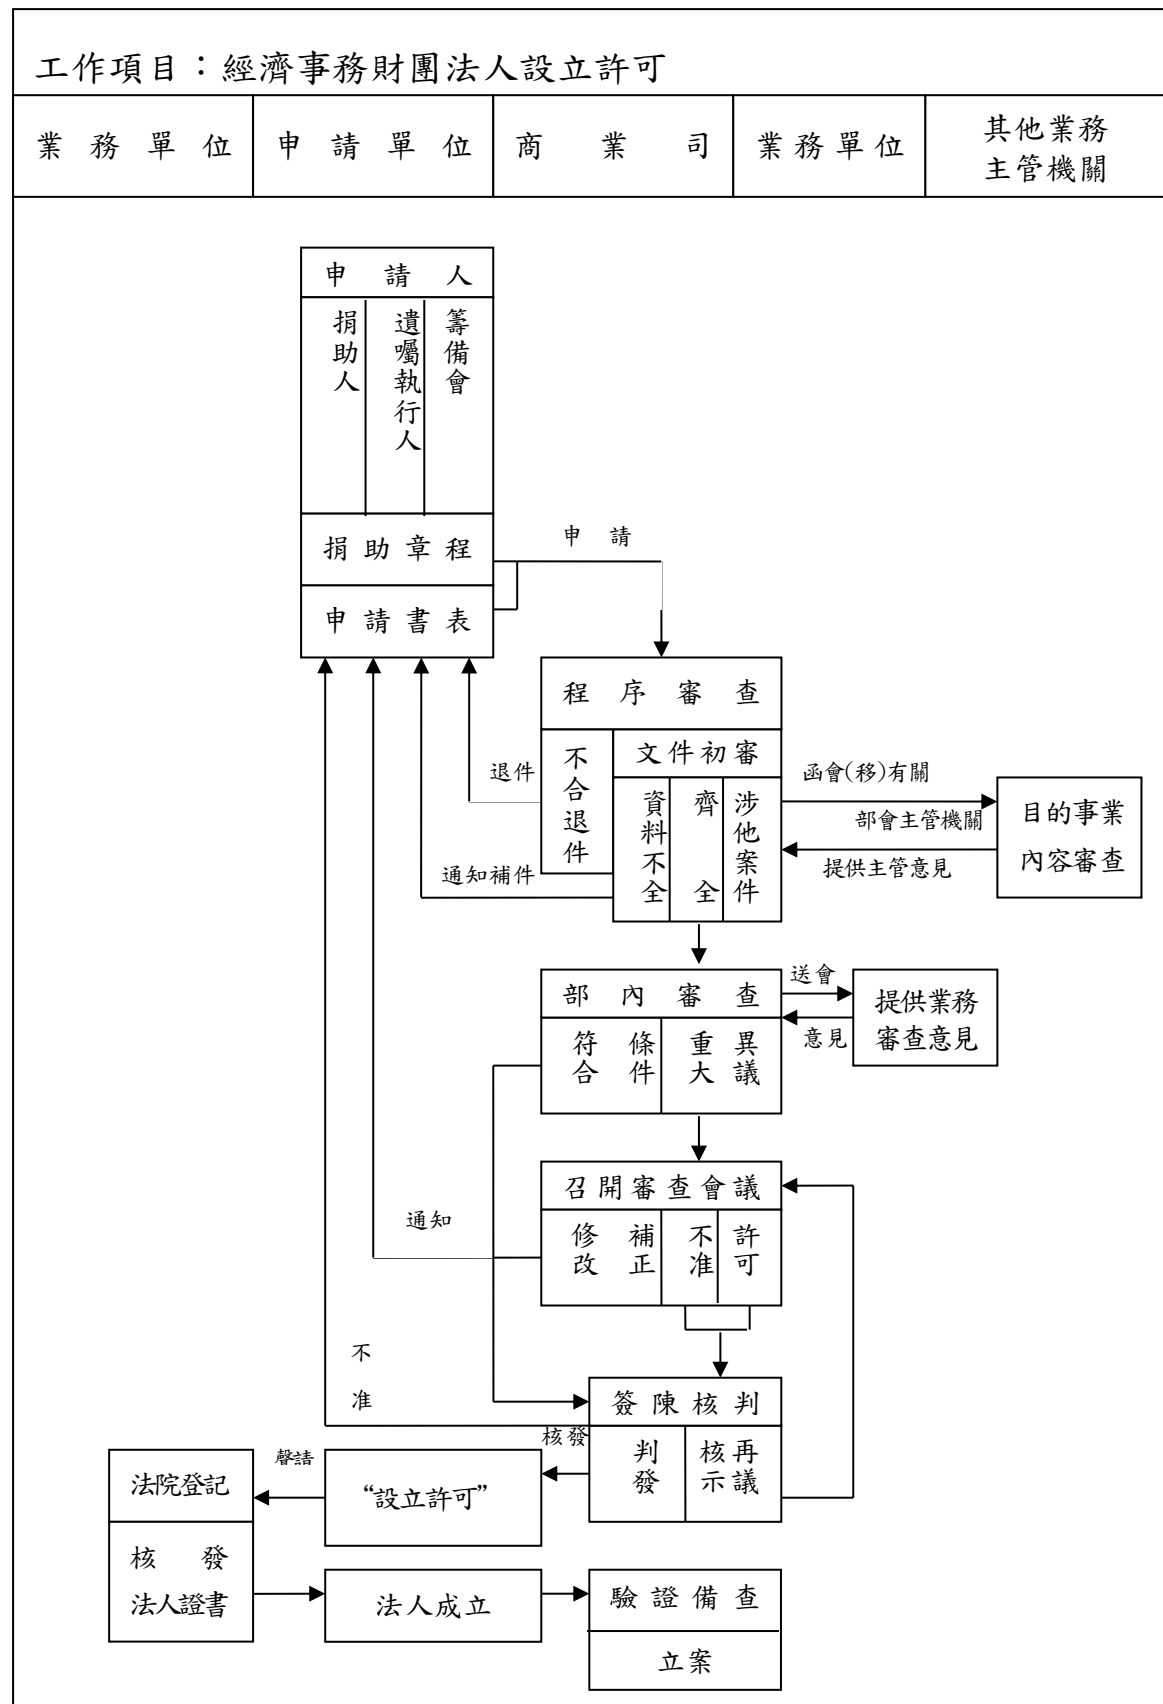 工作項目：經濟事務財團法人設立許可
業務單位
申請單位
商業司
業務單位
其他業務
主管機關
申請人
捐助人
遺囑執行人
籌備會
捐助章程
申請書表
申請
程序審查
不合退件
文件初審
資料不全
齊全
涉他案件
退件
通知補件
函會(移)有關
部會主管機關
提供主管意見
目的事業
內容審查
部內審查
符合
條件
重大
異議
送會
意見
提供業務
審查意見
召開審查會議
修改
補正
不准
許可
通知
不准
簽陳核判
判發
核示
再議
核發
“設立許可”
聲請
法院登記
核發
法人證書
法人成立
驗證備查
立案